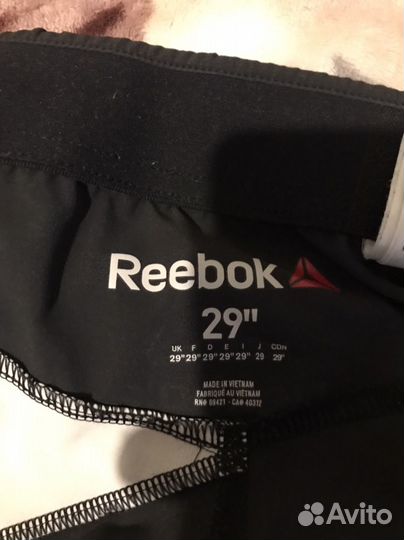 Reebok
29"
UK F D E I J CDN
29" 29" 29" 29" 29" 29 29"
MADE IN VIETNAM
FABRIQUÉ AU VIETNAM
RN# 09421 - CA# 40312
Avito